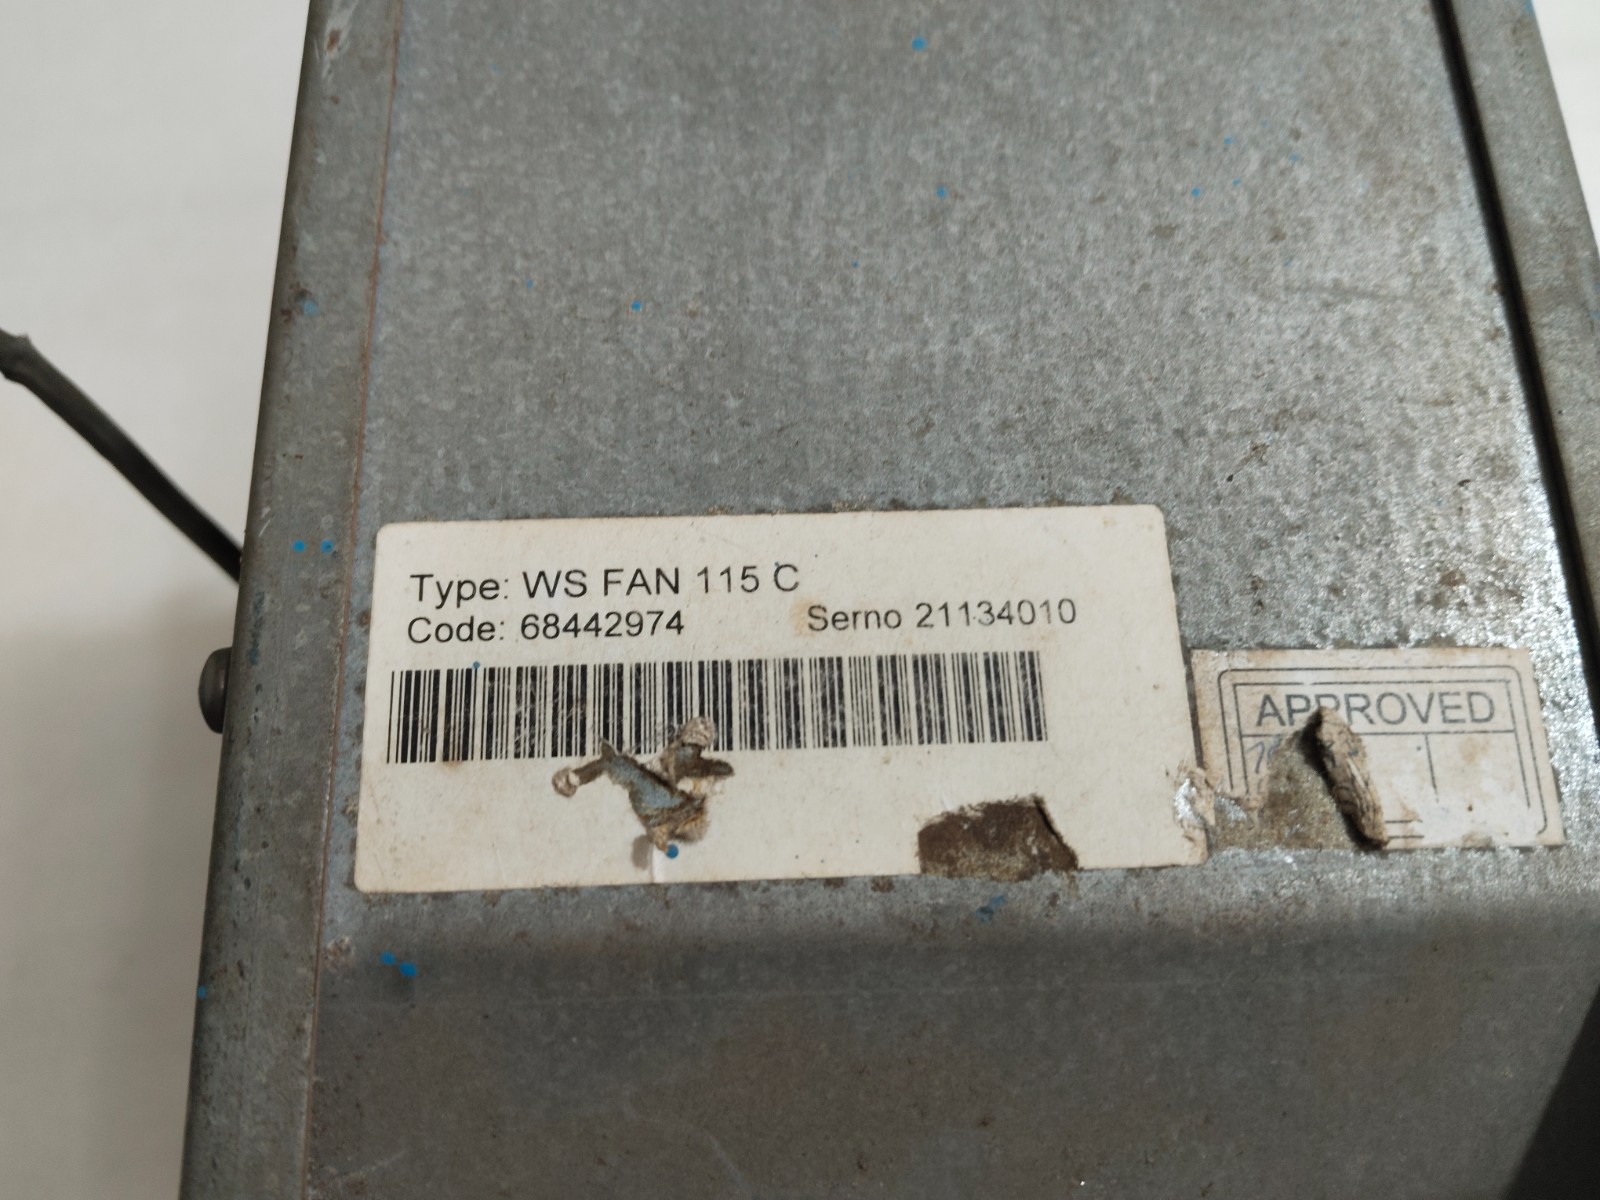 Type: WS FAN 115 C
Code: 68442974
Serno 21134010
APPROVED